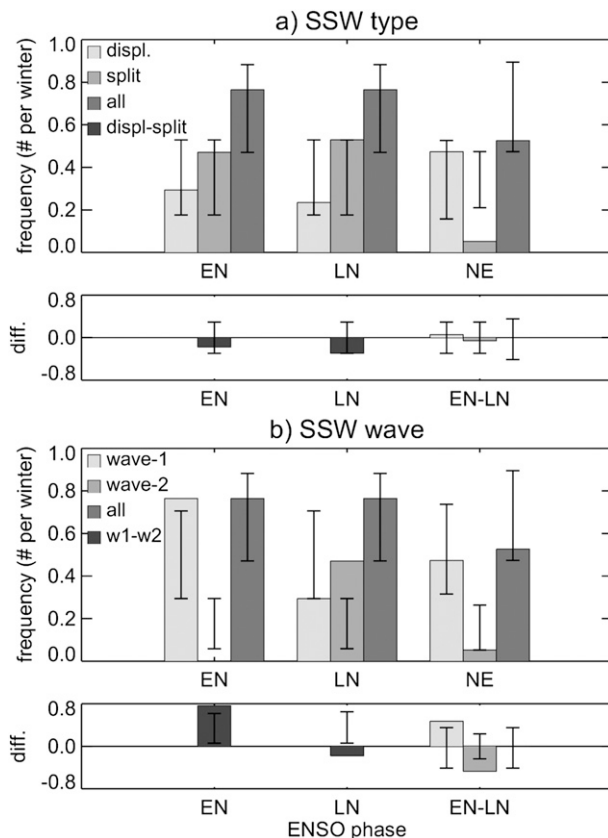 a) SSW type
1.0
0.8
0.6
0.4
0.2
0.0
frequency (# per winter)
displ.
split
all
displ-split
EN LN NE
0.8
0.0
-0.8
diff.
EN LN EN-LN
b) SSW wave
1.0
0.8
0.6
0.4
0.2
0.0
frequency (# per winter)
wave-1
wave-2
all
w1-w2
EN LN NE
0.8
0.0
-0.8
diff.
EN LN EN-LN
ENSO phase